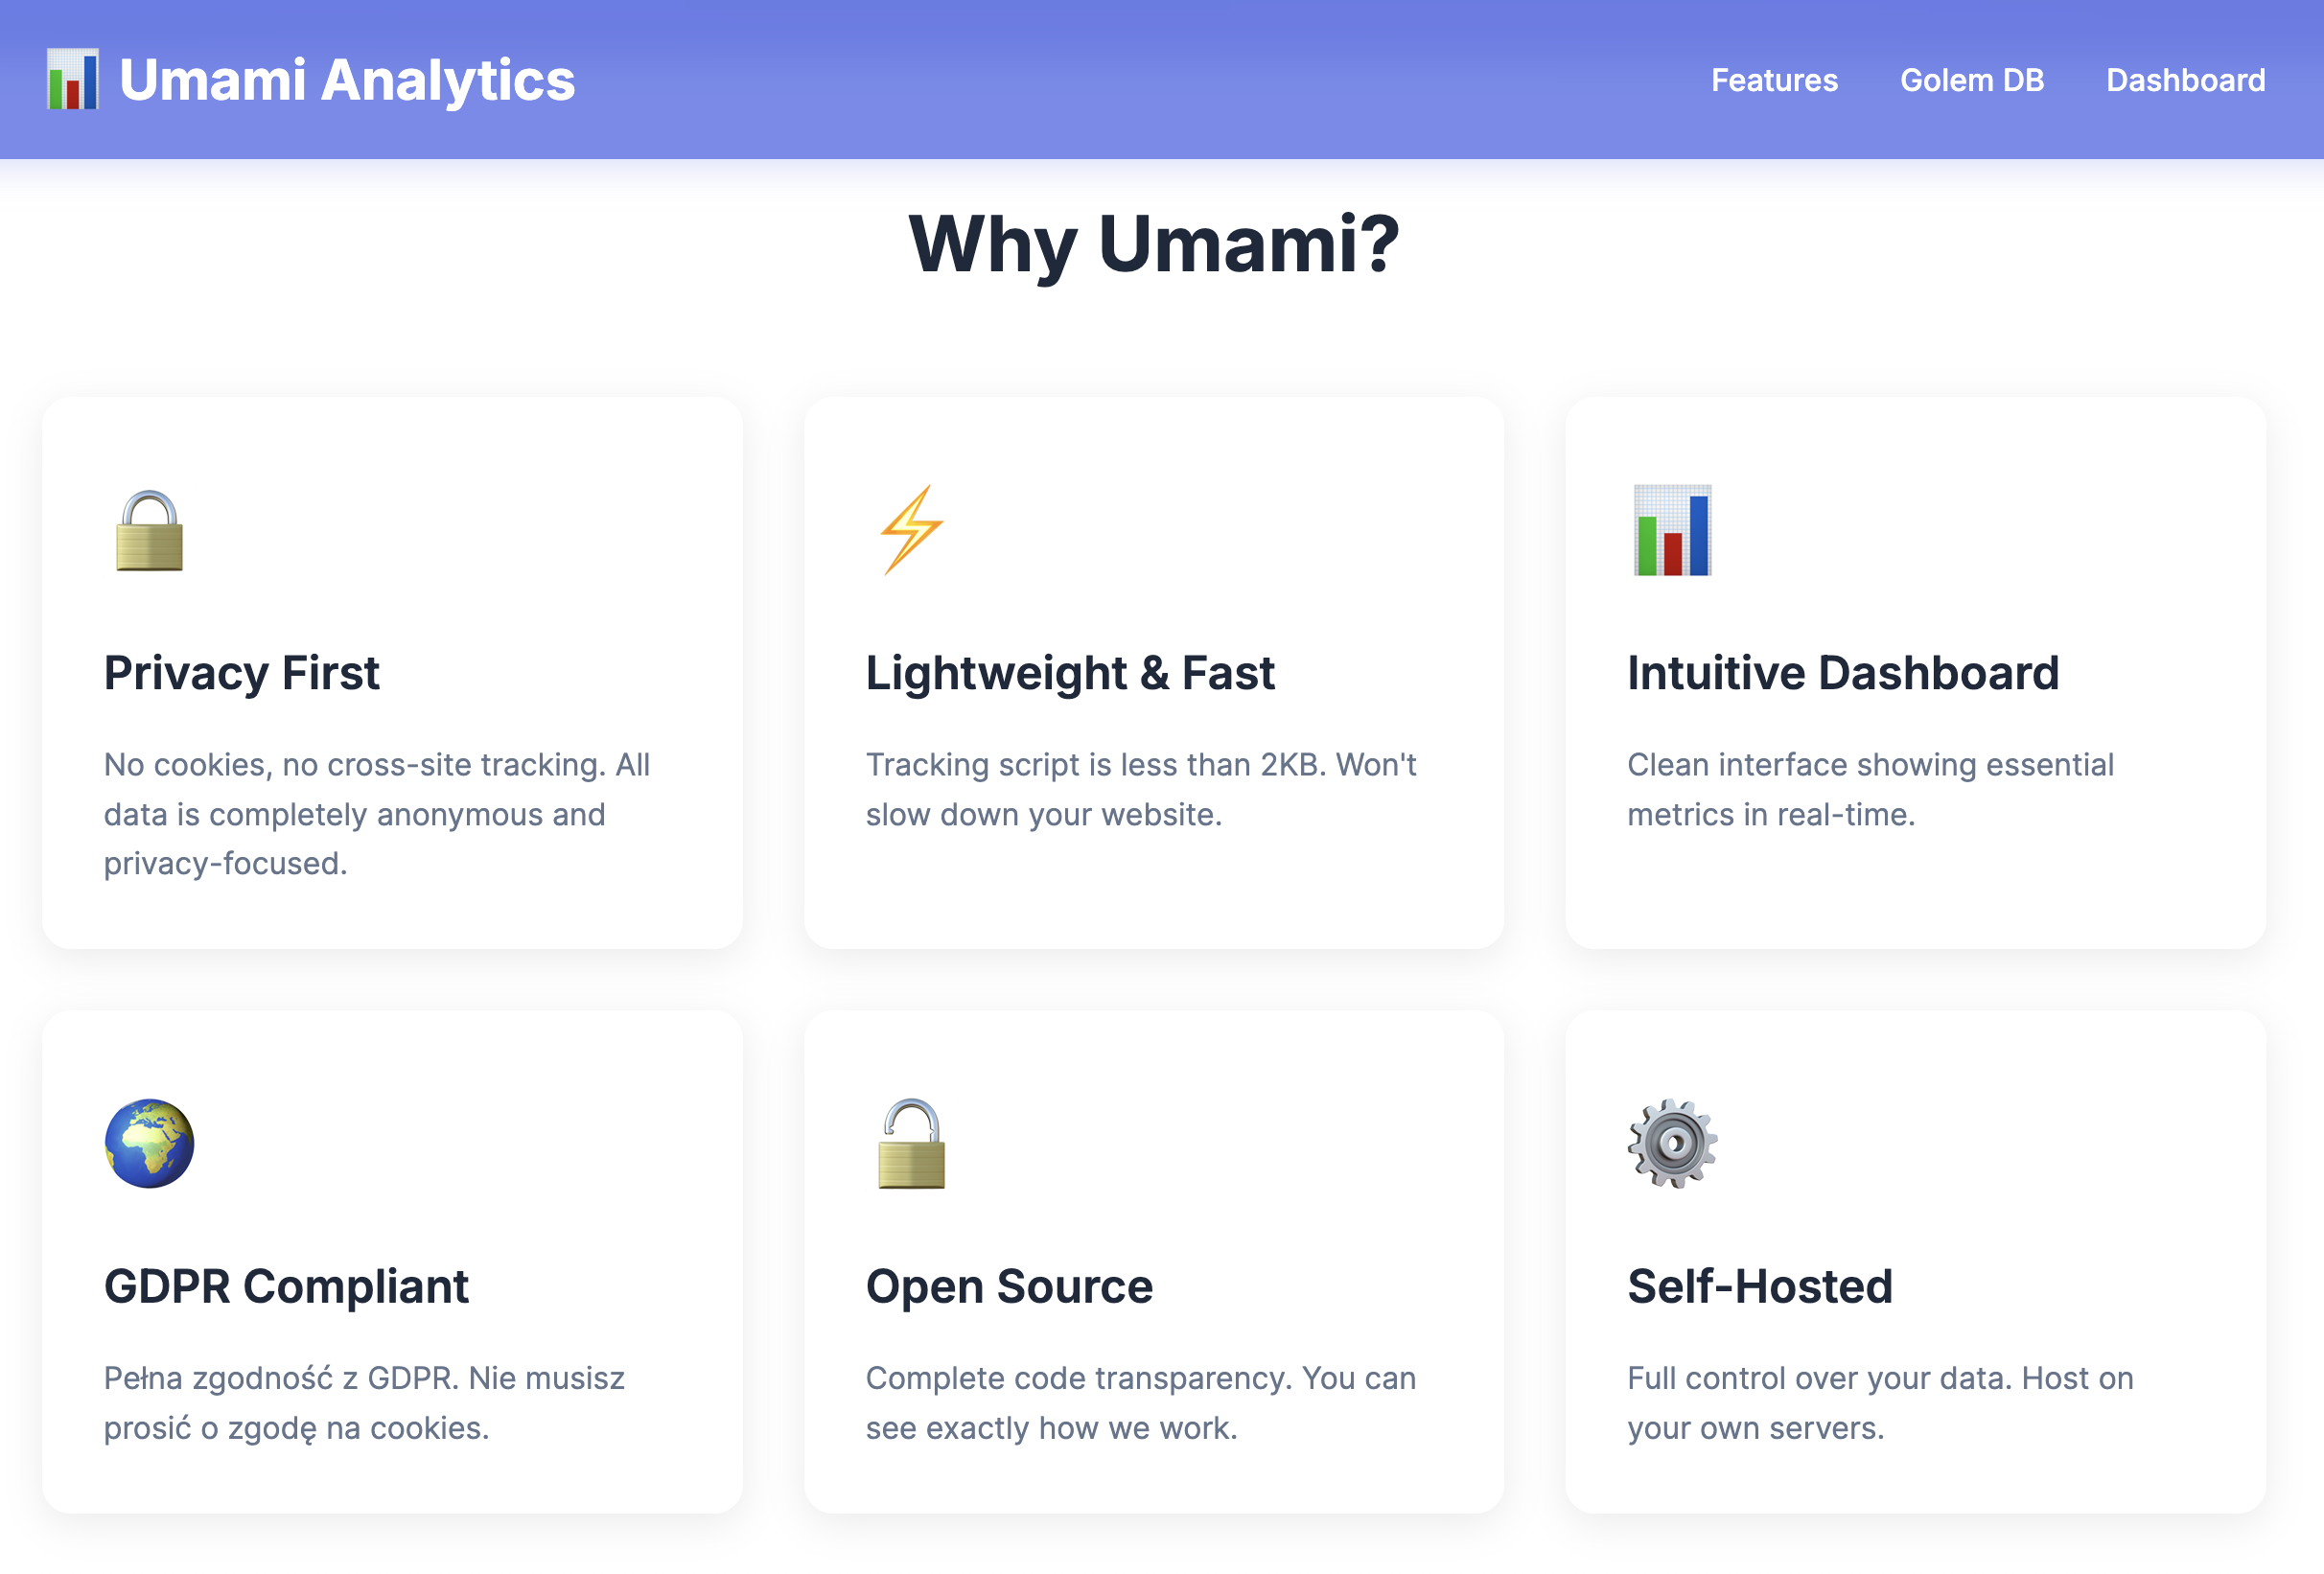 Umami Analytics
Features
Golem DB
Dashboard
Why Umami?
Privacy First
No cookies, no cross-site tracking. All
data is completely anonymous and
privacy-focused.
Lightweight & Fast
Tracking script is less than 2KB. Won't
slow down your website.
Intuitive Dashboard
Clean interface showing essential
metrics in real-time.
GDPR Compliant
Pełna zgodność z GDPR. Nie musisz
prosić o zgodę na cookies.
Open Source
Complete code transparency. You can
see exactly how we work.
Self-Hosted
Full control over your data. Host on
your own servers.